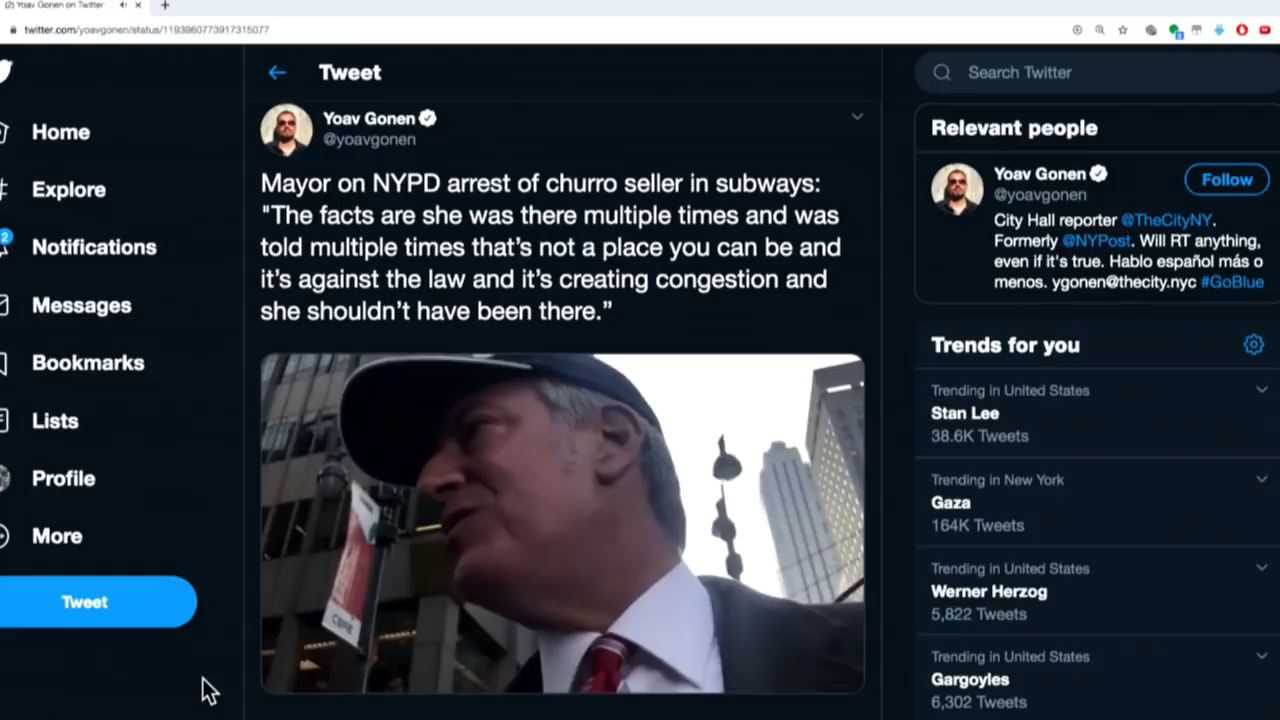 (2) Yoav Gonen on Twitter
twitter.com/yoavgonen/status/1193960773917315077
Home
Explore
2
Notifications
Messages
Bookmarks
Lists
Profile
More
Tweet
Tweet
Yoav Gonen
@yoavgonen
Mayor on NYPD arrest of churro seller in subways:
"The facts are she was there multiple times and was
told multiple times that's not a place you can be and
it's against the law and it's creating congestion and
she shouldn't have been there.”
CBRE
Search Twitter
Relevant people
Yoav Gonen
@yoavgonen
Follow
City Hall reporter @TheCityNY.
Formerly @NYPost. Will RT anything,
even if it's true. Hablo español más o
menos. ygonen@thecity.nyc #GoBlue
Trends for you
Trending in United States
Stan Lee
38.6K Tweets
Trending in New York
Gaza
164K Tweets
Trending in United States
Werner Herzog
5,822 Tweets
Trending in United States
Gargoyles
6,302 Tweets